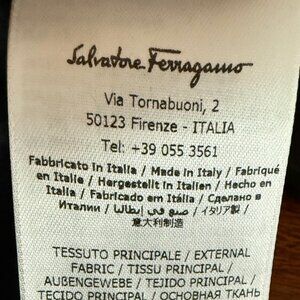 Salvatore Ferragamo
Via Tornabuoni, 2
50123 Firenze - ITALIA
Tel: +39 055 3561
Fabbricato in Italia / Made in Italy / Fabriqué
en Italie / Hergestellt in Italien / Hecho en
Italia / Fabricado em Itália / Сделано в
Италии / صنع في إيطاليا / イタリア製 /
意大利制造
TESSUTO PRINCIPALE / EXTERNAL
FABRIC / TISSU PRINCIPAL /
AUßENGEWEBE / TEJIDO PRINCIPAL /
TECIDO PRINCIPAL / ОСНОВНАЯ ТКАНЬ